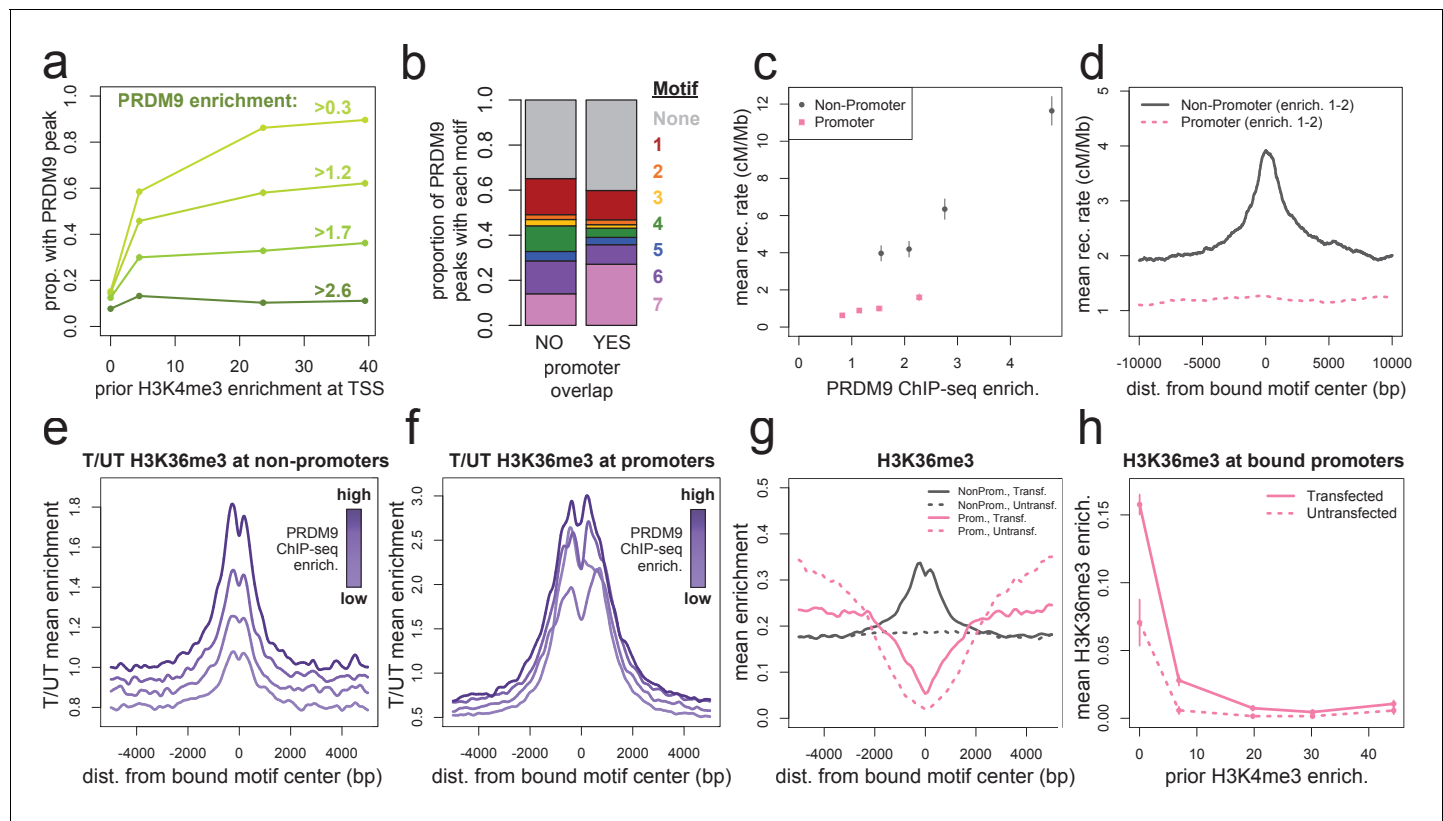 a
prop. with PRDM9 peak
0.0 0.2 0.4 0.6 0.8 1.0
PRDM9 enrichment:
>0.3
>1.2
>1.7
>2.6
0 10 20 30 40
prior H3K4me3 enrichment at TSS
b
proportion of PRDM9
peaks with each motif
0.0 0.2 0.4 0.6 0.8 1.0
NO YES
promoter
overlap
Motif
None
1
2
3
4
5
6
7
c
mean rec. rate (cM/Mb)
0 2 4 6 8 10 12
Non-Promoter
Promoter
0 1 2 3 4
PRDM9 ChIP-seq enrich.
d
mean rec. rate (cM/Mb)
1 2 3 4 5
Non-Promoter (enrich. 1-2)
Promoter (enrich. 1-2)
-10000 -5000 0 5000 10000
dist. from bound motif center (bp)
e
T/UT H3K36me3 at non-promoters
T/UT mean enrichment
0.8 1.0 1.2 1.4 1.6 1.8
high
PRDM9
ChIP-seq
enrich.
low
-4000 -2000 0 2000 4000
dist. from bound motif center (bp)
f
T/UT H3K36me3 at promoters
T/UT mean enrichment
0.5 1.0 1.5 2.0 2.5 3.0
high
PRDM9
ChIP-seq
enrich.
low
-4000 -2000 0 2000 4000
dist. from bound motif center (bp)
g
H3K36me3
mean enrichment
0.0 0.1 0.2 0.3 0.4 0.5
NonProm., Transf.
NonProm., Untransf.
Prom., Transf.
Prom., Untransf.
-4000 -2000 0 2000 4000
dist. from bound motif center (bp)
h
H3K36me3 at bound promoters
mean H3K36me3 enrich.
0.00 0.05 0.10 0.15
Transfected
Untransfected
0 10 20 30 40
prior H3K4me3 enrich.